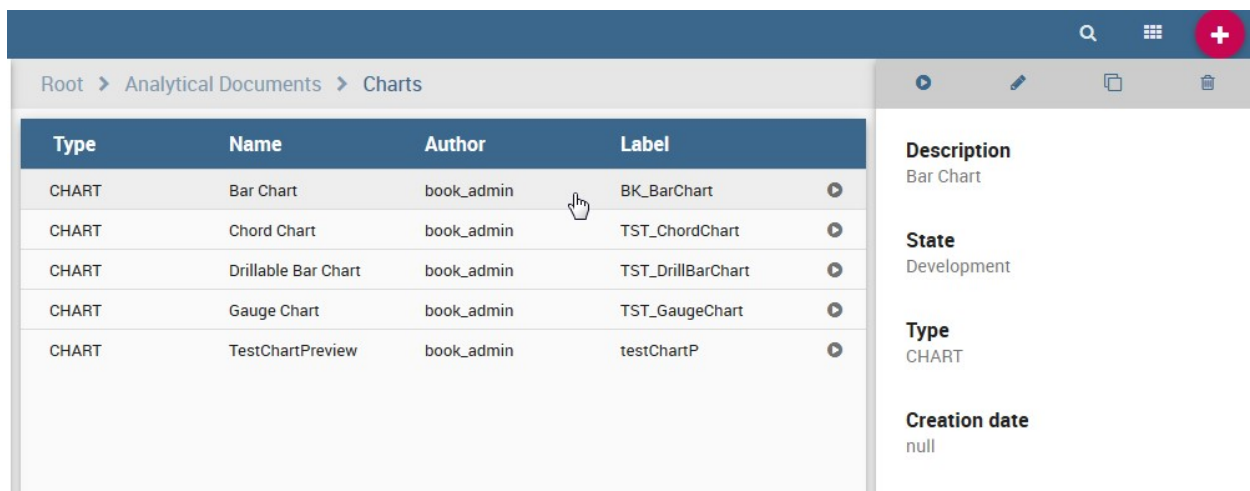 Root > Analytical Documents > Charts
Type Name Author Label
CHART Bar Chart book_admin BK_BarChart
CHART Chord Chart book_admin TST_ChordChart
CHART Drillable Bar Chart book_admin TST_DrillBarChart
CHART Gauge Chart book_admin TST_GaugeChart
CHART TestChartPreview book_admin testChartP
Description
Bar Chart
State
Development
Type
CHART
Creation date
null